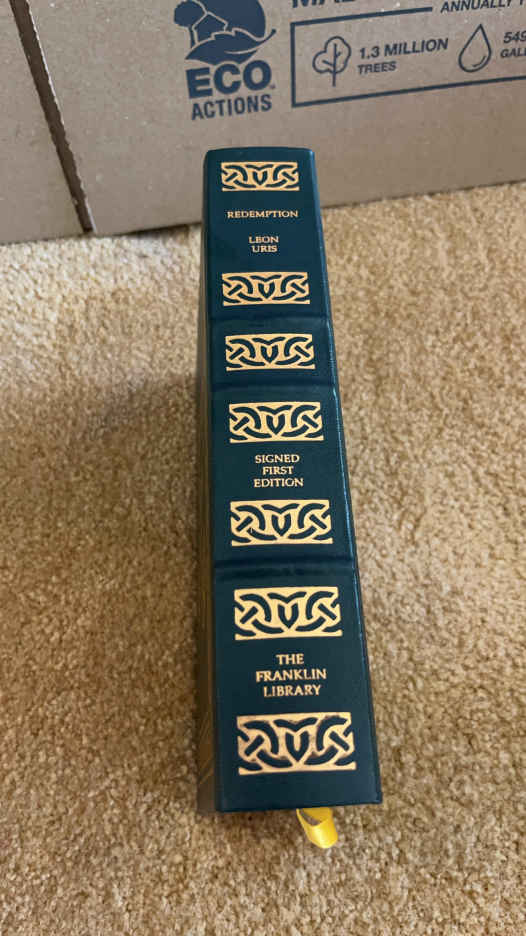 ANNUALLY
ECO
ACTIONS
1.3 MILLION
TREES
REDEMPTION
LEON
URIS
SIGNED
FIRST
EDITION
THE
FRANKLIN
LIBRARY